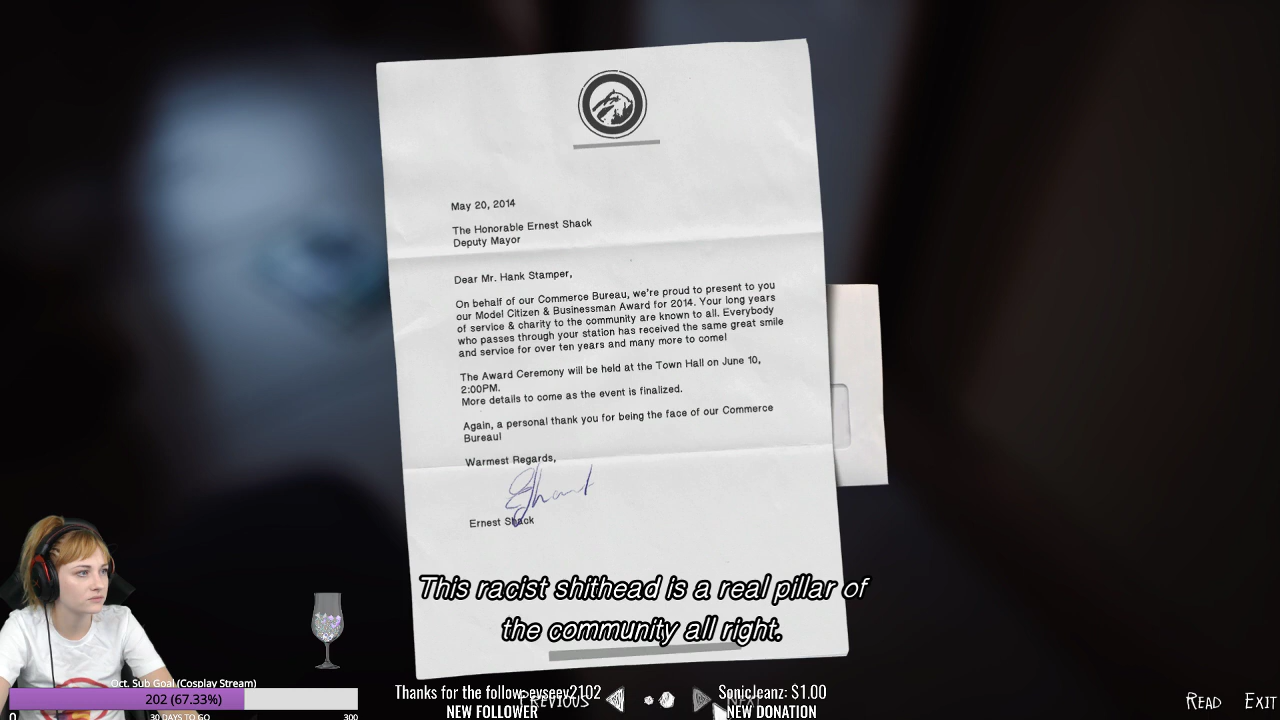 May 20, 2014
The Honorable Ernest Shack
Deputy Mayor
Dear Mr. Hank Stamper,
On behalf of our Commerce Bureau, we're proud to present to you
our Model Citizen & Businessman Award for 2014. Your long years
of service & charity to the community are known to all. Everybody
who passes through your station has received the same great smile
and service for over ten years and many more to come!
The Award Ceremony will be held at the Town Hall on June 10,
2:00PM.
More details to come as the event is finalized.
Again, a personal thank you for being the face of our Commerce
Bureau!
Warmest Regards,
Ernest Shack
This racist shithead is a real pillar of
the community all right.
Oct. Sub Goal (Cosplay Stream)
202 (67.33%)
0 30 DAYS TO GO 300
Thanks for the follow: evseev2102
NEW FOLLOWER
PREVIOUS
NEXT
SonicJeanz: $1.00
NEW DONATION
READ EXIT